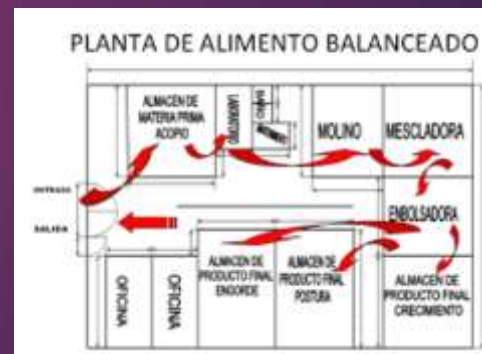 PLANTA DE ALIMENTO BALANCEADO
ALMACEN DE
MATERIA PRIMA
ACOPIO
LABORATORIO
BAÑO
MOLINO
MESCLADORA
ENTRADA
SALIDA
ENBOLSADORA
OFICINA
OFICINA
ALMACEN DE
PRODUCTO FINAL
ENGORDE
ALMACEN DE
PRODUCTO FINAL
POSTURA
ALMACEN DE
PRODUCTO FINAL
CRECIMIENTO